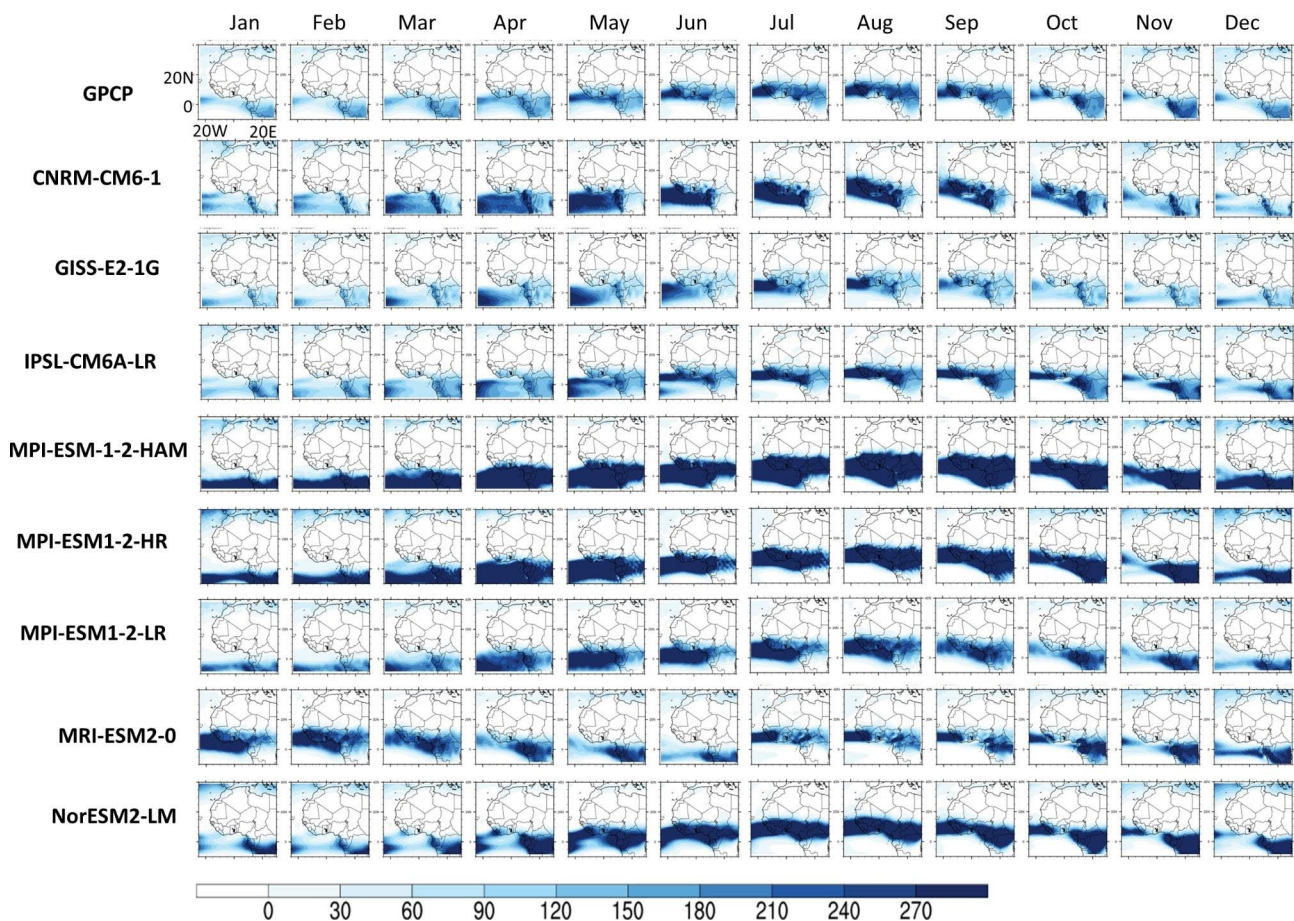 Jan Feb Mar Apr May Jun Jul Aug Sep Oct Nov Dec
GPCP
20N
0
20W 20E
CNRM-CM6-1
GISS-E2-1G
IPSL-CM6A-LR
MPI-ESM-1-2-HAM
MPI-ESM1-2-HR
MPI-ESM1-2-LR
MRI-ESM2-0
NorESM2-LM
0 30 60 90 120 150 180 210 240 270